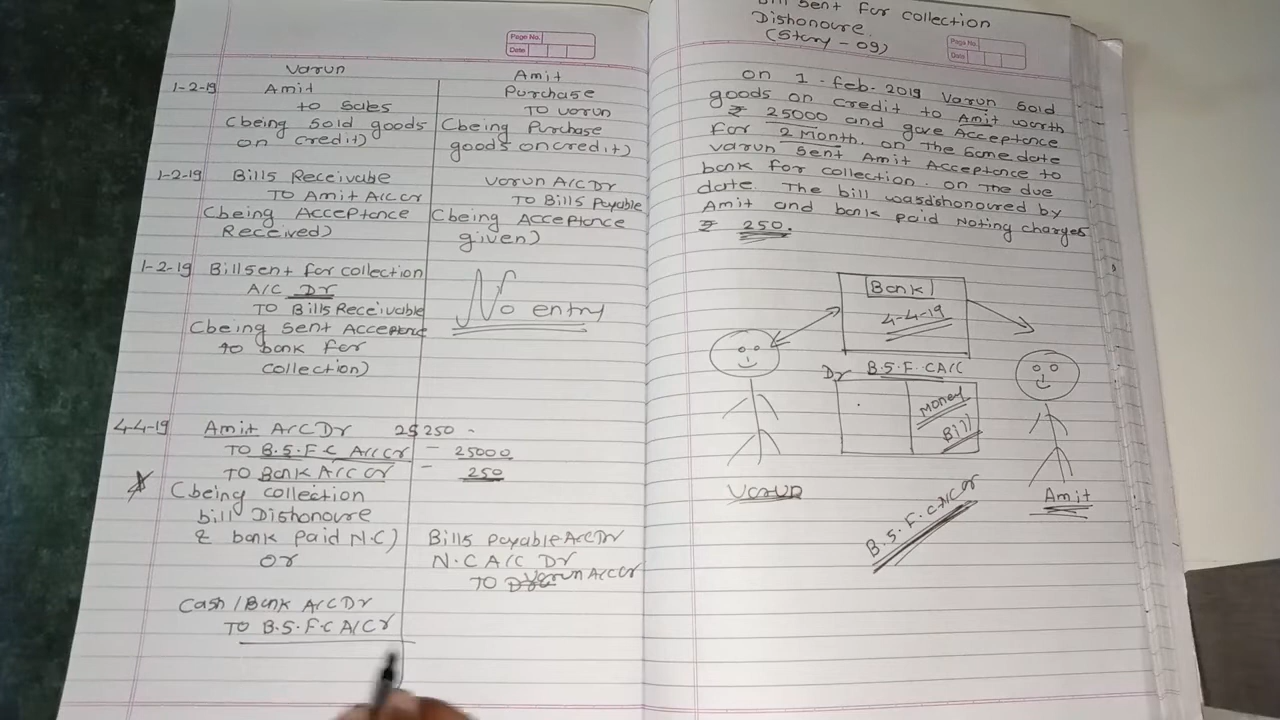 Page No.
Date
Varun
Amit
1-2-19 Amit
to Sales
(being sold goods
on credit)
Purchase
TO varun
(being Purchase
goods on credit)
1-2-19 Bills Receivabe
TO Amit A/C cr
(being Acceptance
Received)
Varun A/C Dr
TO Bills Payable
(being Acceptance
given)
1-2-19 Bill sent for collection
A/C Dr
TO Bills Receivable
(being sent Acceptance
to bank for
collection)
No entry
4-4-19 Amit A/C Dr 25250 -
TO B.S.F.C A/C cr - 25000
TO Bank A/C cr - 250
(being collection
bill Dishonoure
& bank paid N.C)
or
Cash/Bank A/C Dr
TO B.S.F.C A/C r
Bills payable A/C Dr
N.C A/C Dr
TO Varun A/C cr
Bill sent for collection
Dishonoure.
(Story - 09)
Page No.
Date
on 1. feb-2019 Varun sold
goods on credit to Amit worth
₹ 25000 and gave Acceptance
for 2 Month. on the same date
varun sent Amit Acceptance to
bank for collection. on the due
date. The bill was dishonoured by
Amit and bank paid Noting charges
₹ 250.
Bank
4-4-19
Dr B.S.F.C A/C
Money
Bill
Varun
Amit
B.S.F.C A/C cr